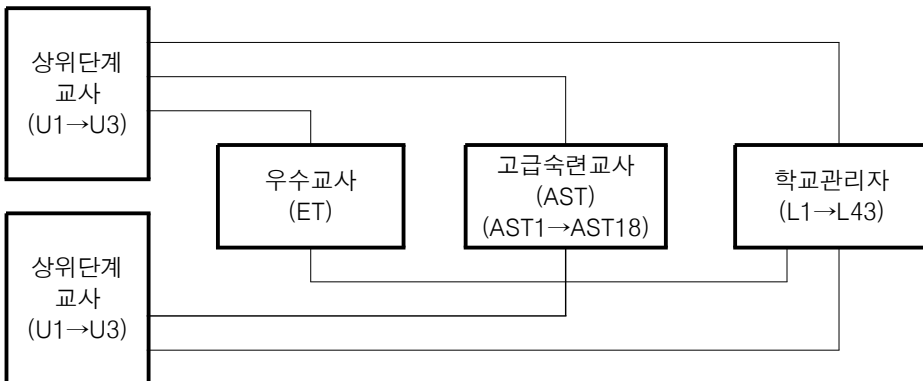 상위단계
교사
(U1→U3)
우수교사
(ET)
고급숙련교사
(AST)
(AST1→AST18)
학교관리자
(L1→L43)
상위단계
교사
(U1→U3)